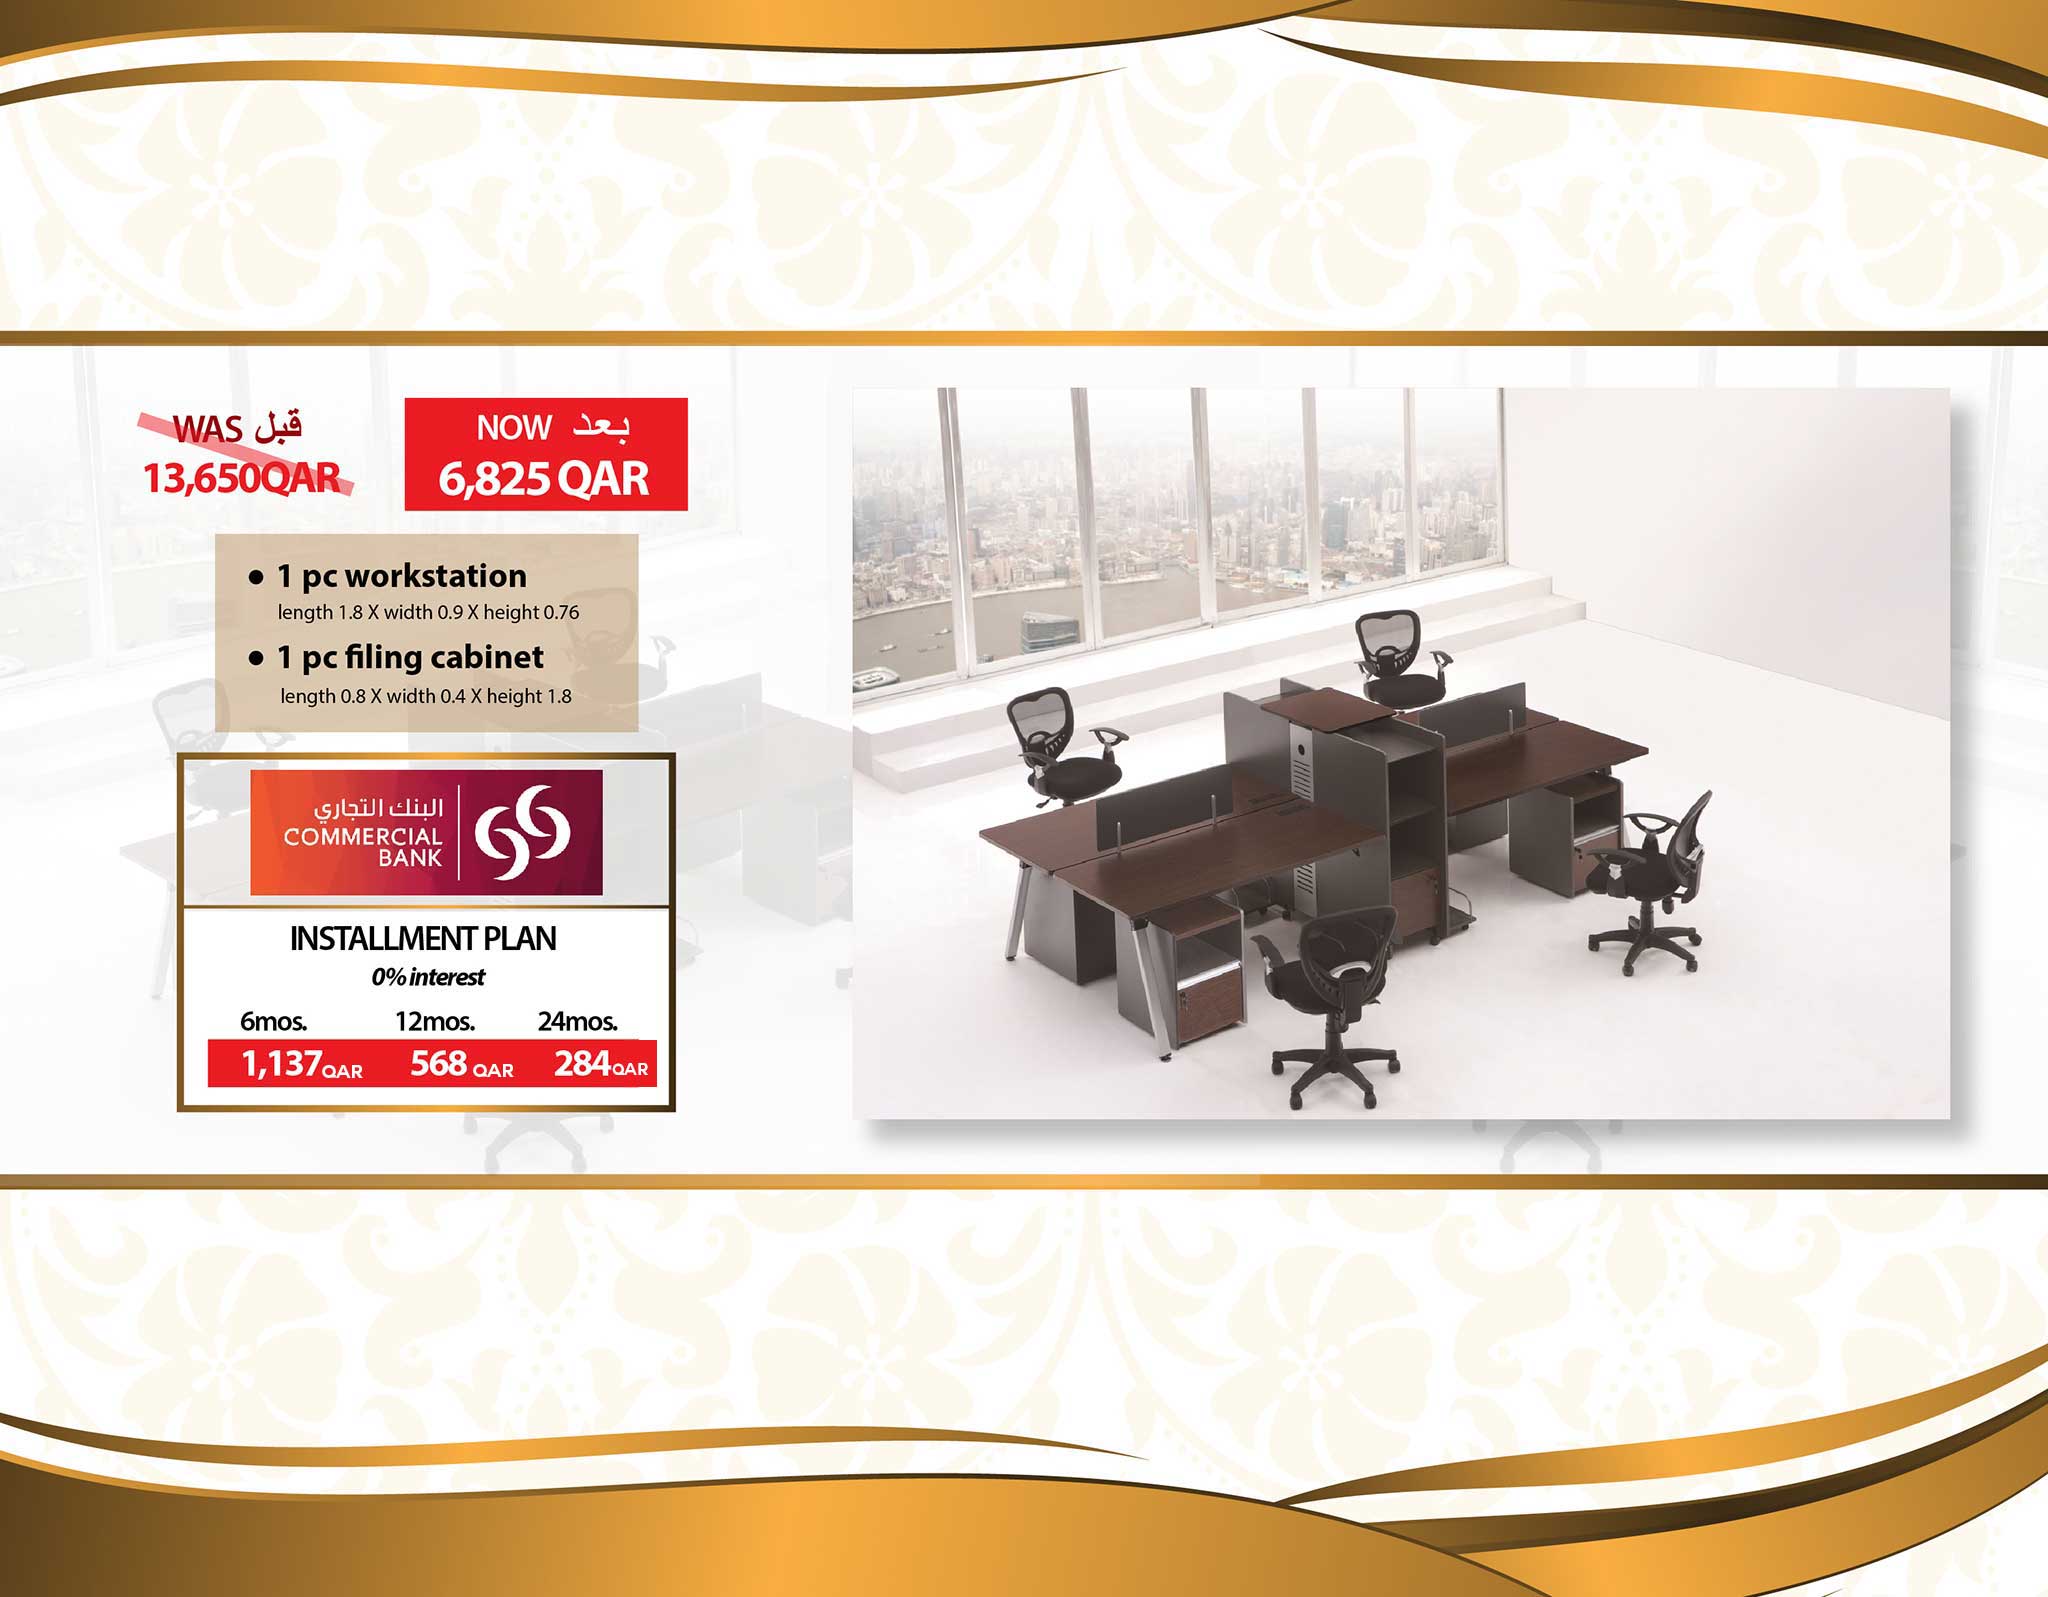 WAS قبل
13,650QAR
NOW بعد
6,825 QAR
● 1 pc workstation
length 1.8 X width 0.9 X height 0.76
● 1 pc filing cabinet
length 0.8 X width 0.4 X height 1.8
البنك التجاري
COMMERCIAL
BANK
INSTALLMENT PLAN
0% interest
6mos. 12mos. 24mos.
1,137QAR 568 QAR 284QAR